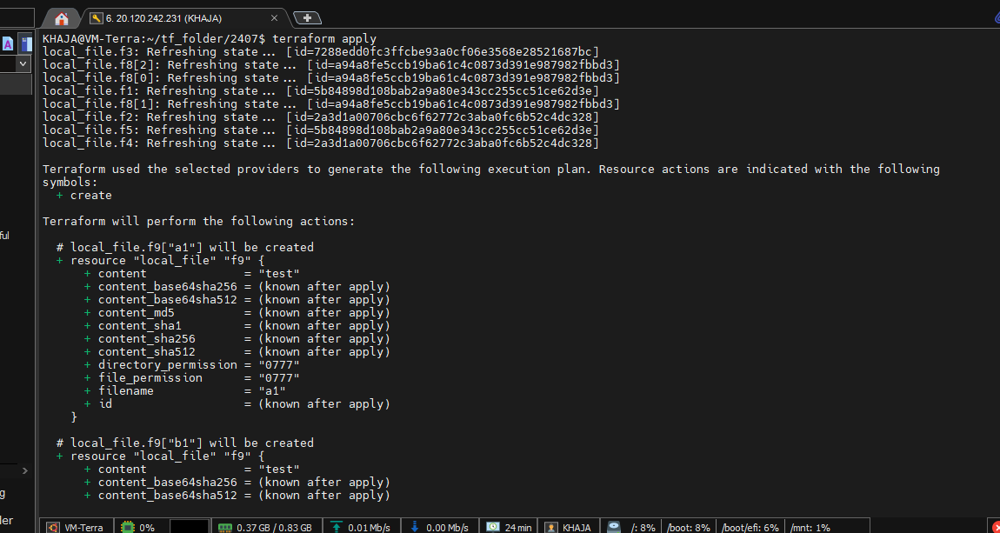 6. 20.120.242.231 (KHAJA)
KHAJA@VM-Terra:~/tf_folder/2407$ terraform apply
local_file.f3: Refreshing state... [id=7288edd0fc3ffcbe93a0cf06e3568e28521687bc]
local_file.f8[2]: Refreshing state... [id=a94a8fe5ccb19ba61c4c0873d391e987982fbbd3]
local_file.f8[0]: Refreshing state... [id=a94a8fe5ccb19ba61c4c0873d391e987982fbbd3]
local_file.f1: Refreshing state... [id=5b84898d108bab2a9a80e343cc255cc51ce62d3e]
local_file.f8[1]: Refreshing state... [id=a94a8fe5ccb19ba61c4c0873d391e987982fbbd3]
local_file.f2: Refreshing state... [id=2a3d1a00706cbc6f62772c3aba0fc6b52c4dc328]
local_file.f5: Refreshing state... [id=5b84898d108bab2a9a80e343cc255cc51ce62d3e]
local_file.f4: Refreshing state... [id=2a3d1a00706cbc6f62772c3aba0fc6b52c4dc328]
Terraform used the selected providers to generate the following execution plan. Resource actions are indicated with the following
symbols:
+ create
Terraform will perform the following actions:
# local_file.f9["a1"] will be created
+ resource "local_file" "f9" {
+ content = "test"
+ content_base64sha256 = (known after apply)
+ content_base64sha512 = (known after apply)
+ content_md5 = (known after apply)
+ content_sha1 = (known after apply)
+ content_sha256 = (known after apply)
+ content_sha512 = (known after apply)
+ directory_permission = "0777"
+ file_permission = "0777"
+ filename = "a1"
+ id = (known after apply)
}
# local_file.f9["b1"] will be created
+ resource "local_file" "f9" {
+ content = "test"
+ content_base64sha256 = (known after apply)
+ content_base64sha512 = (known after apply)
VM-Terra 0% 0.37 GB / 0.83 GB 0.01 Mb/s 0.00 Mb/s 24 min KHAJA /: 8% /boot: 8% /boot/efi: 6% /mnt: 1%